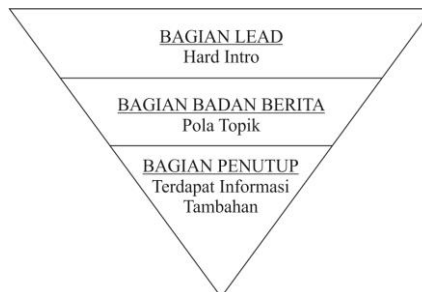 BAGIAN LEAD
Hard Intro
BAGIAN BADAN BERITA
Pola Topik
BAGIAN PENUTUP
Terdapat Informasi
Tambahan